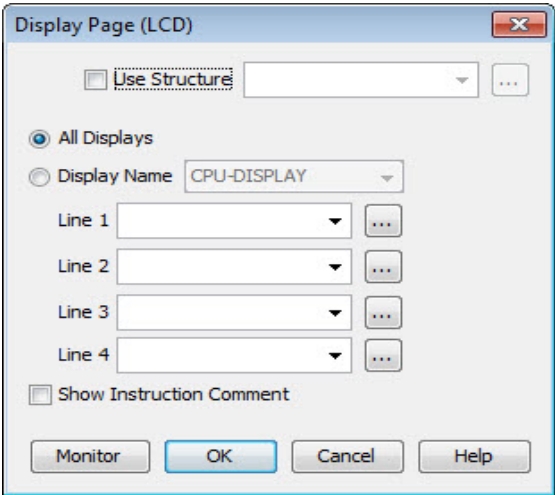 Display Page (LCD)
Use Structure ...
All Displays
Display Name CPU-DISPLAY
Line 1 ...
Line 2 ...
Line 3 ...
Line 4 ...
Show Instruction Comment
Monitor OK Cancel Help